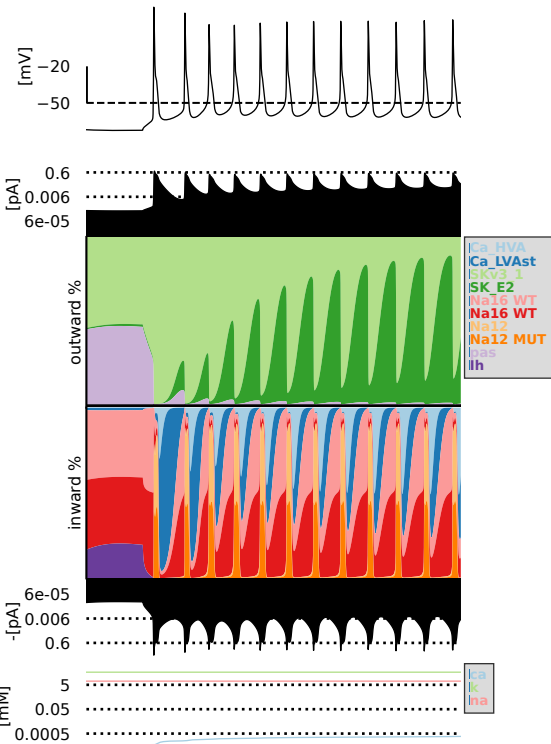 [mV]
−20
−50
[pA]
0.6
0.006
6e-05
outward %
Ca_HVA
Ca_LVAst
SKv3_1
SK_E2
Na16 WT
Na16 WT
Na12
Na12 MUT
pas
Ih
inward %
-[pA]
6e-05
0.006
0.6
[mM]
5
0.05
0.0005
ca
k
na